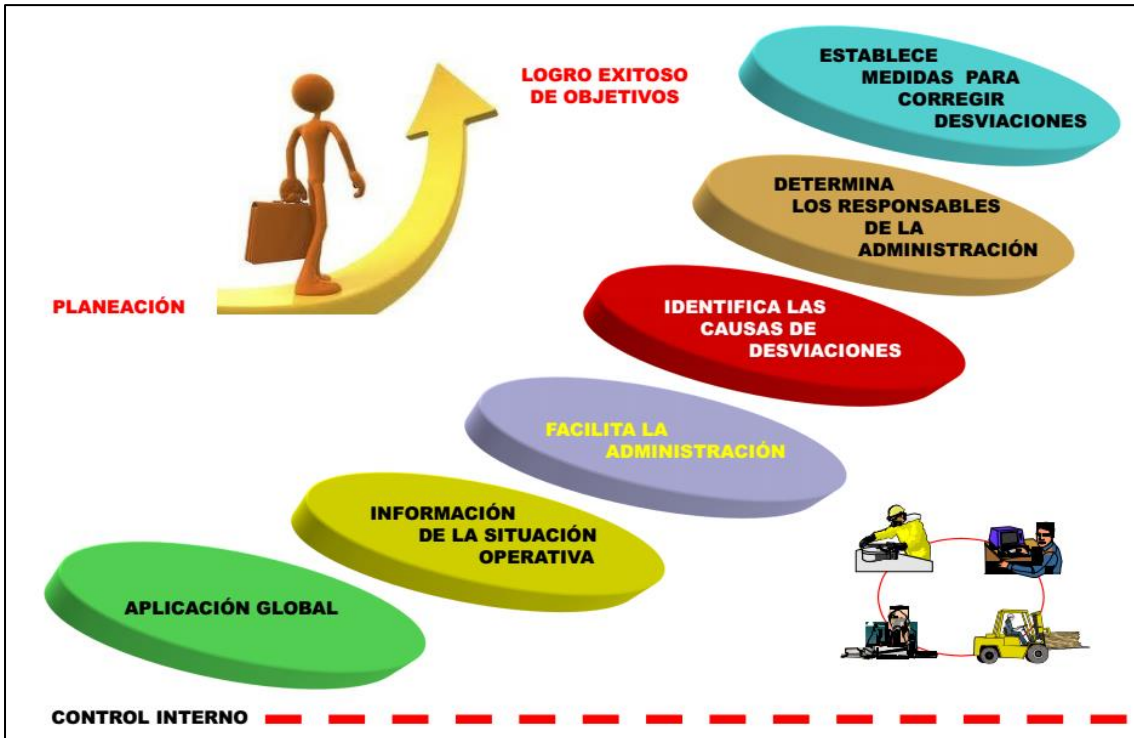 LOGRO EXITOSO
DE OBJETIVOS
ESTABLECE
MEDIDAS PARA
CORREGIR
DESVIACIONES
DETERMINA
LOS RESPONSABLES
DE LA
ADMINISTRACIÓN
PLANEACIÓN
IDENTIFICA LAS
CAUSAS DE
DESVIACIONES
FACILITA LA
ADMINISTRACIÓN
INFORMACIÓN
DE LA SITUACIÓN
OPERATIVA
APLICACIÓN GLOBAL
CONTROL INTERNO